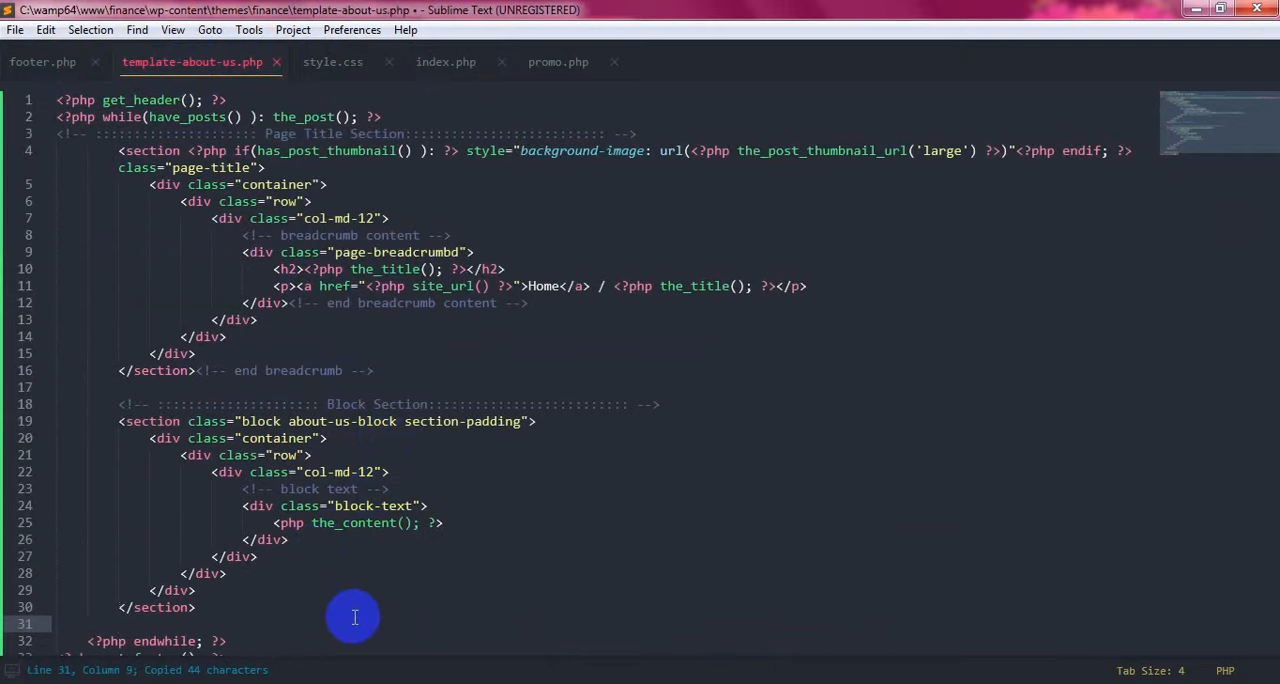 C:\wamp64\www\finance\wp-content\themes\finance\template-about-us.php • - Sublime Text (UNREGISTERED)
File Edit Selection Find View Goto Tools Project Preferences Help
footer.php × template-about-us.php × style.css × index.php × promo.php ×
1 <?php get_header(); ?>
2 <?php while(have_posts() ): the_post(); ?>
3 <!-- ::::::::::::::::::::: Page Title Section:::::::::::::::::::::::::: -->
4 <section <?php if(has_post_thumbnail() ): ?> style="background-image: url(<?php the_post_thumbnail_url('large') ?>)"<?php endif; ?>
class="page-title">
5 <div class="container">
6 <div class="row">
7 <div class="col-md-12">
8 <!-- breadcrumb content -->
9 <div class="page-breadcrumbd">
10 <h2><?php the_title(); ?></h2>
11 <p><a href="<?php site_url() ?>">Home</a> / <?php the_title(); ?></p>
12 </div><!-- end breadcrumb content -->
13 </div>
14 </div>
15 </div>
16 </section><!-- end breadcrumb -->
17
18 <!-- ::::::::::::::::::::: Block Section:::::::::::::::::::::::::: -->
19 <section class="block about-us-block section-padding">
20 <div class="container">
21 <div class="row">
22 <div class="col-md-12">
23 <!-- block text -->
24 <div class="block-text">
25 <php the_content(); ?>
26 </div>
27 </div>
28 </div>
29 </div>
30 </section>
31
32 <?php endwhile; ?>
Line 31, Column 9; Copied 44 characters Tab Size: 4 PHP